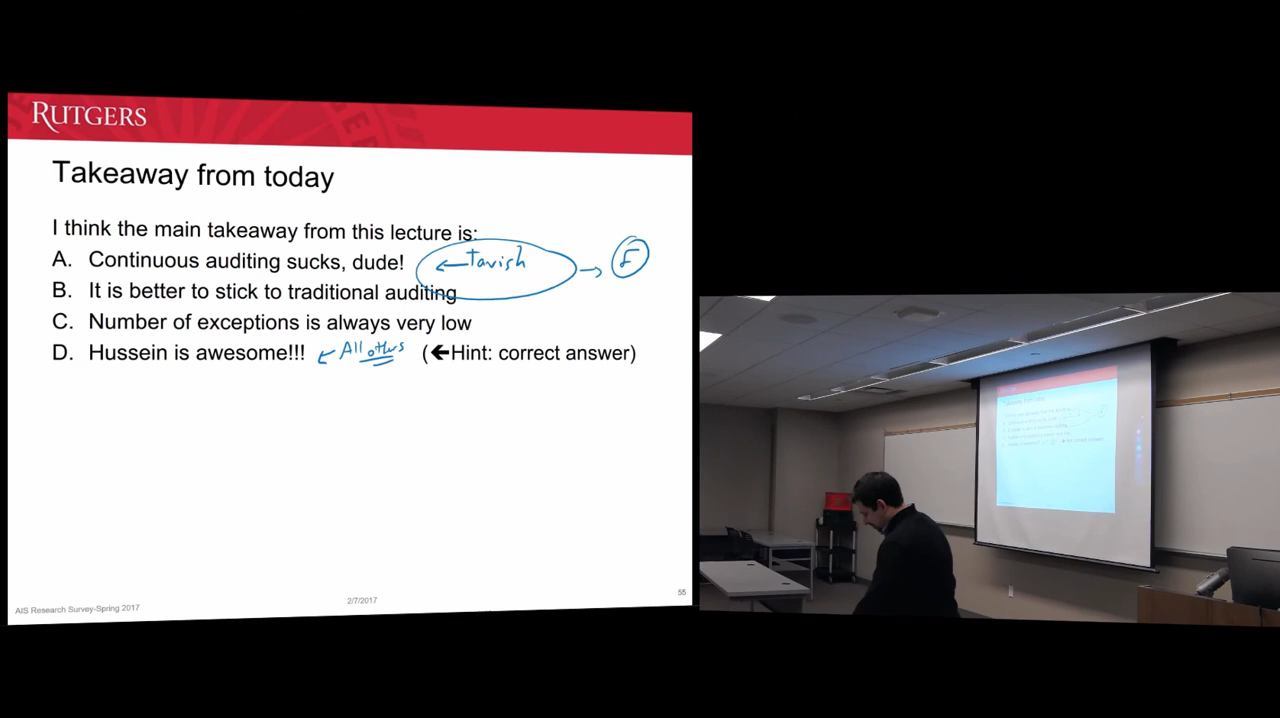 RUTGERS
Takeaway from today
I think the main takeaway from this lecture is:
A. Continuous auditing sucks, dude! ← tavish → F
B. It is better to stick to traditional auditing
C. Number of exceptions is always very low
D. Hussein is awesome!!! ← All others (←Hint: correct answer)
AIS Research Survey-Spring 2017
2/7/2017
55